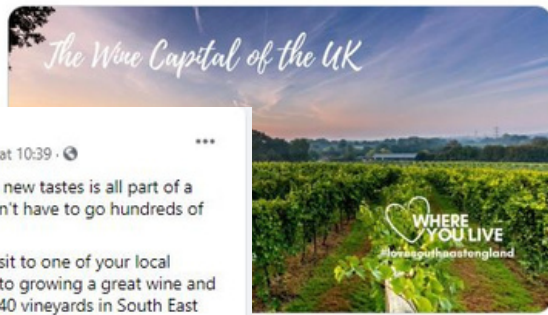 The Wine Capital of the UK
at 10:39 ·
new tastes is all part of a
n't have to go hundreds of
sit to one of your local
to growing a great wine and
40 vineyards in South East
WHERE
YOU LIVE
#lovesoutheastengland